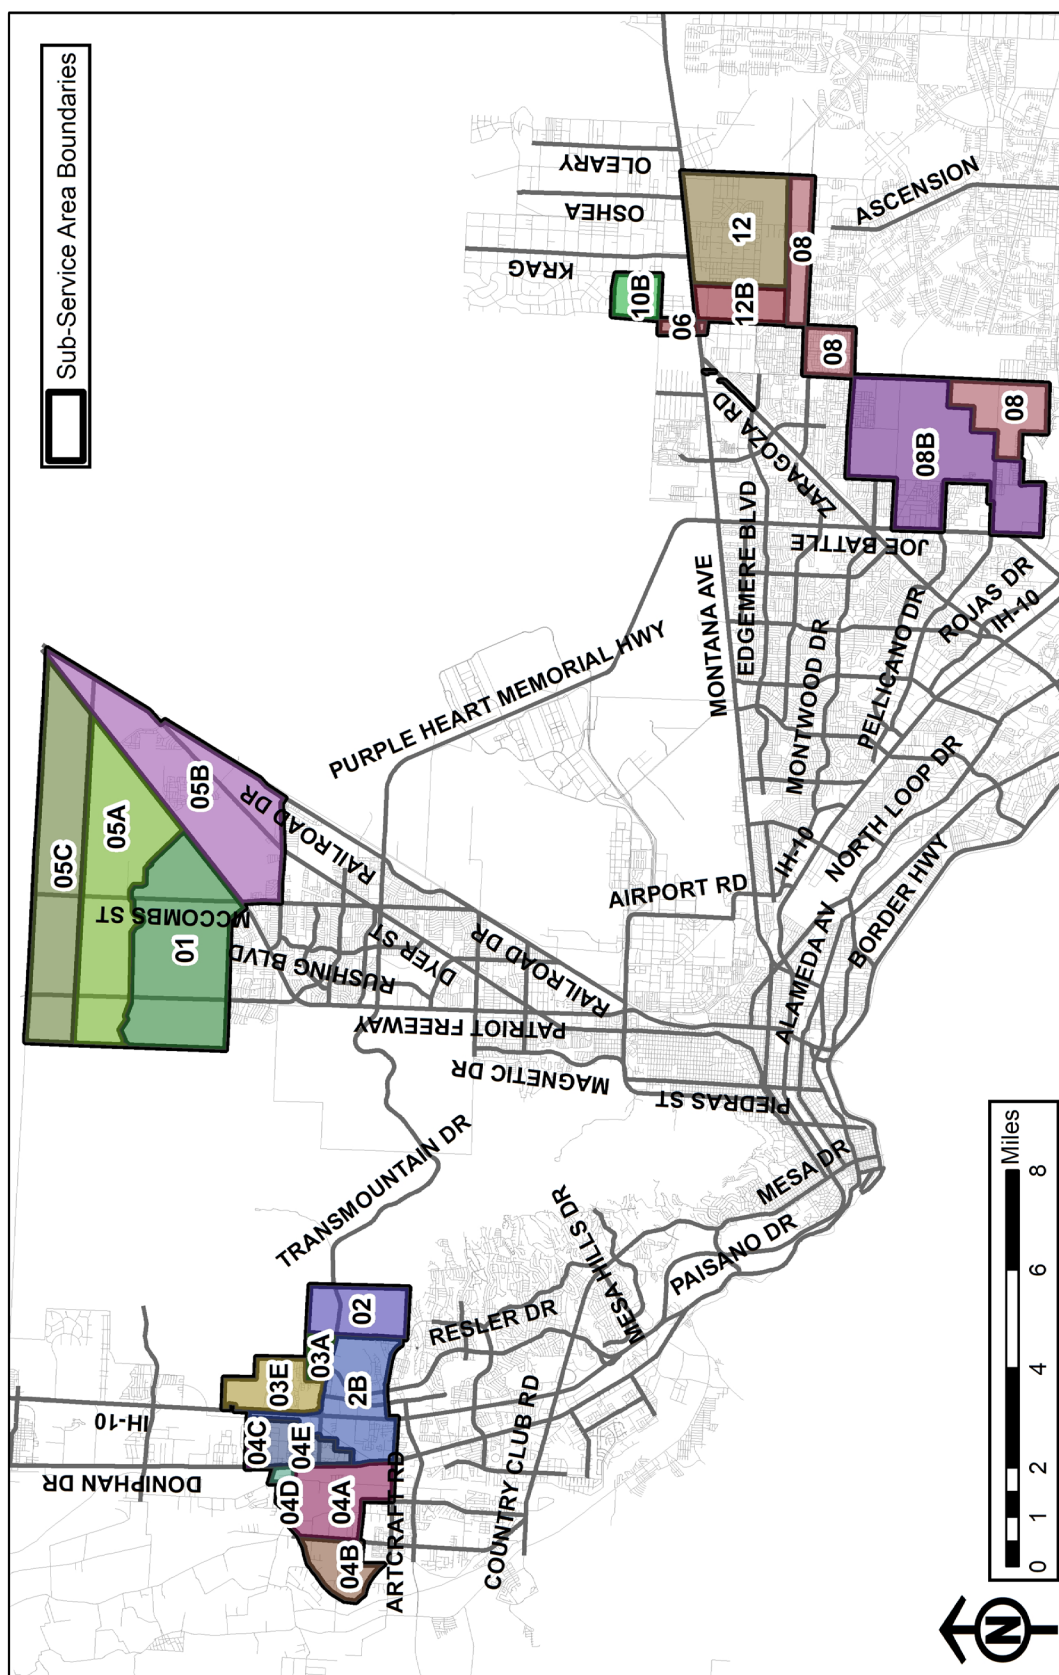 Sub-Service Area Boundaries
OLEARY
OSHEA
KRAG
10B
06
12
12B
08
08
08
08B
ASCENSION
ZARAGOZA RD
JOE BATTLE
EDGEMERE BLVD
MONTANA AVE
MONTWOOD DR
PELLICANO DR
ROJAS DR
IH-10
PURPLE HEART MEMORIAL HWY
05C
05A
05B
01
MCCOMBS ST
RAILROAD DR
RUSHING BLVD
DYER ST
RAILROAD DR
PATRIOT FREEWAY
MAGNETIC DR
AIRPORT RD
IH-10
NORTH LOOP DR
BORDER HWY
ALAMEDA AV
PIEDRAS ST
TRANSMOUNTAIN DR
MESA DR
PAISANO DR
MESA HILLS DR
RESLER DR
COUNTRY CLUB RD
ARTCRAFT RD
DONIPHAN DR
IH-10
02
2B
03A
03E
04C
04E
04D
04A
04B
N
0 1 2 4 6 8
Miles